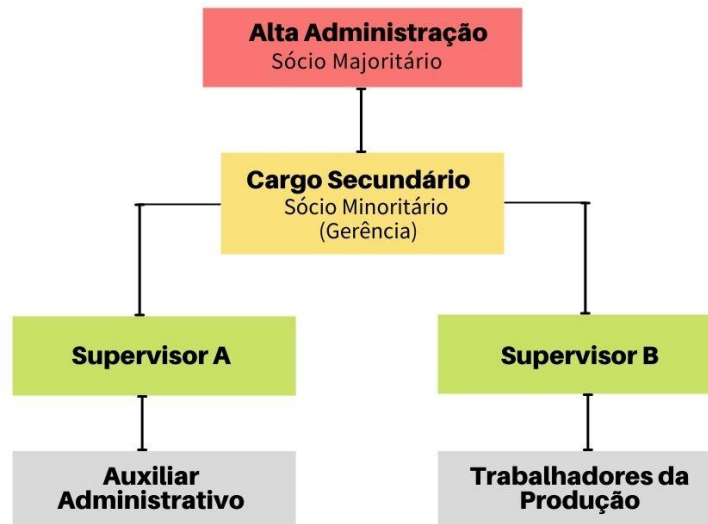 Alta Administração
Sócio Majoritário
Cargo Secundário
Sócio Minoritário
(Gerência)
Supervisor A
Supervisor B
Auxiliar
Administrativo
Trabalhadores da
Produção